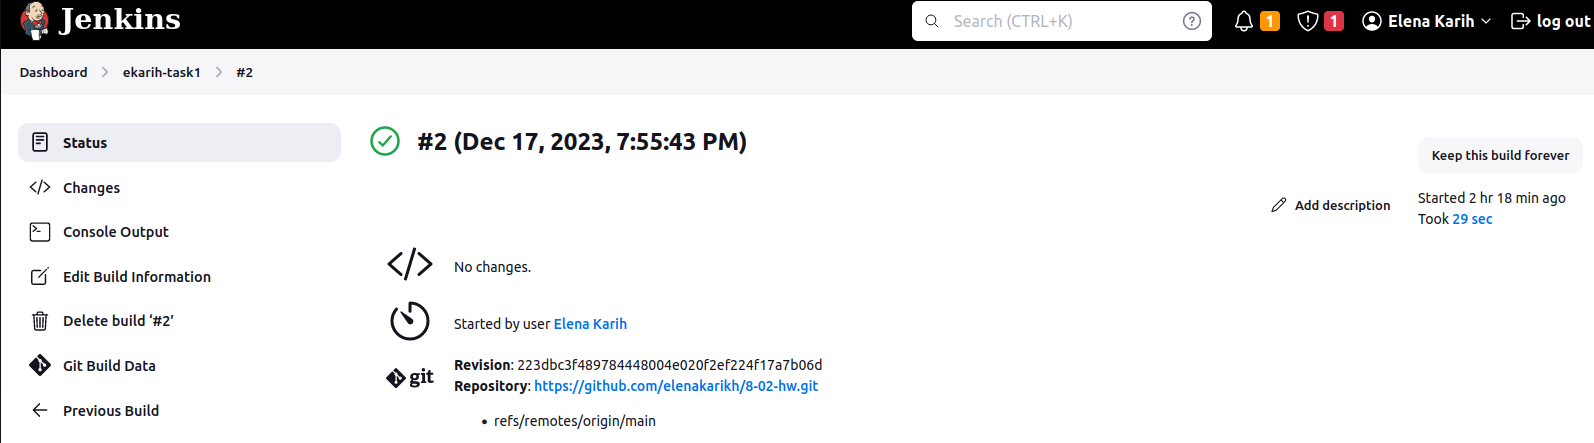 Jenkins
Search (CTRL+K)
1
1
Elena Karih
log out
Dashboard
ekarih-task1
#2
Status
#2 (Dec 17, 2023, 7:55:43 PM)
Keep this build forever
Changes
Add description
Started 2 hr 18 min ago
Took 29 sec
Console Output
No changes.
Edit Build Information
Started by user Elena Karih
Delete build ‘#2’
git
Revision: 223dbc3f489784448004e020f2ef224f17a7b06d
Git Build Data
Repository: https://github.com/elenakarikh/8-02-hw.git
Previous Build
refs/remotes/origin/main